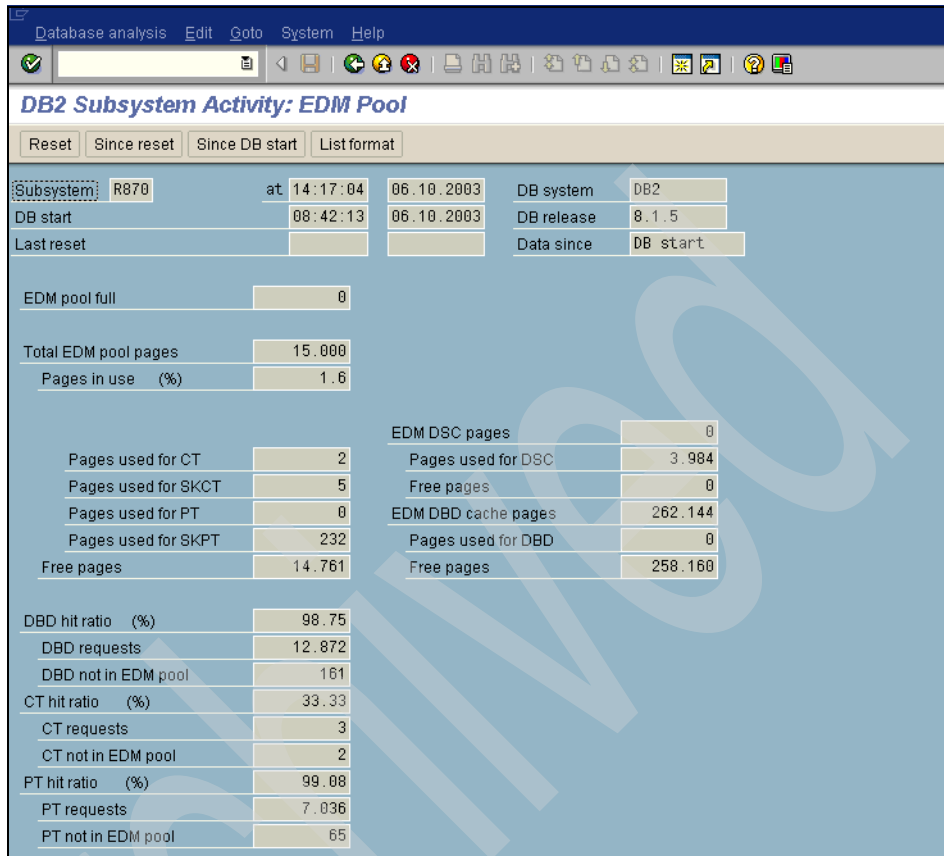 Database analysis Edit Goto System Help
DB2 Subsystem Activity: EDM Pool
Reset Since reset Since DB start List format
Subsystem R870 at 14:17:04 06.10.2003 DB system DB2
DB start 08:42:13 06.10.2003 DB release 8.1.5
Last reset Data since DB start
EDM pool full 0
Total EDM pool pages 15.000
Pages in use (%) 1.6
EDM DSC pages 0
Pages used for CT 2 Pages used for DSC 3.984
Pages used for SKCT 5 Free pages 0
Pages used for PT 0 EDM DBD cache pages 262.144
Pages used for SKPT 232 Pages used for DBD 0
Free pages 14.761 Free pages 258.160
DBD hit ratio (%) 98.75
DBD requests 12.872
DBD not in EDM pool 161
CT hit ratio (%) 33.33
CT requests 3
CT not in EDM pool 2
PT hit ratio (%) 99.08
PT requests 7.036
PT not in EDM pool 65